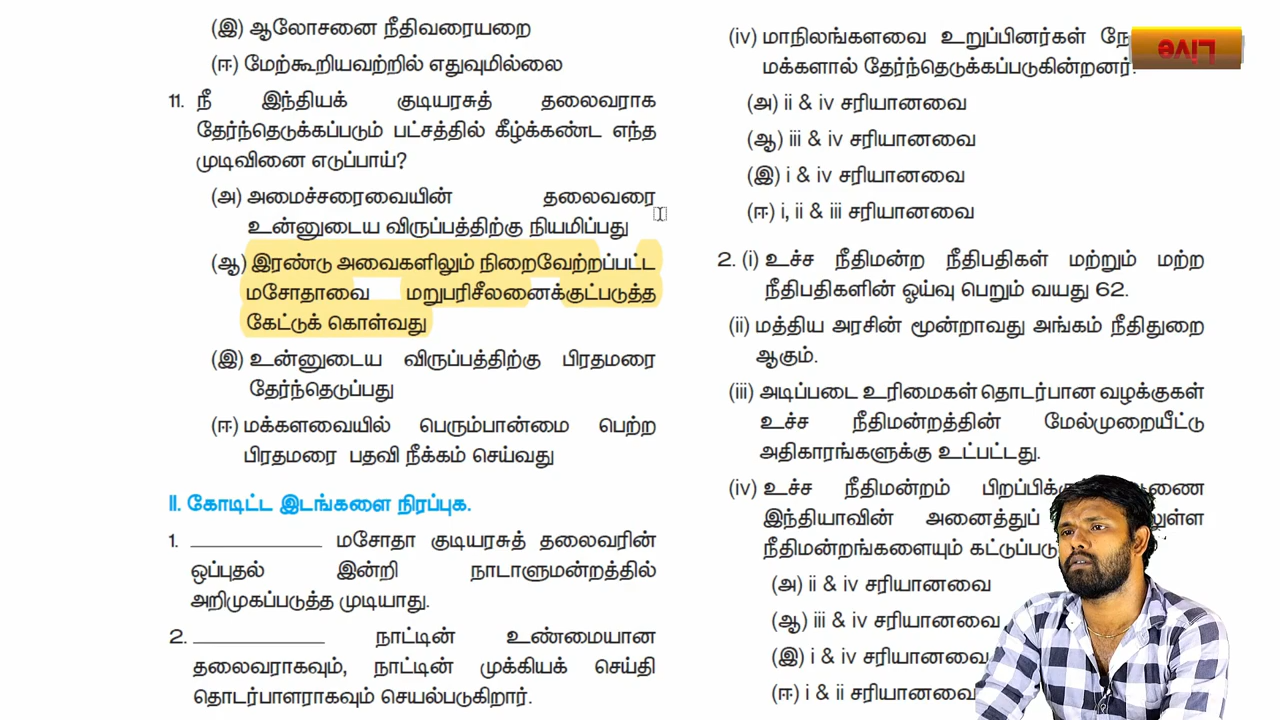 (இ) ஆலோசனை நீதிவரையறை
(ஈ) மேற்கூறியவற்றில் எதுவுமில்லை
11. நீ இந்தியக் குடியரசுத் தலைவராக
தேர்ந்தெடுக்கப்படும் பட்சத்தில் கீழ்க்கண்ட எந்த
முடிவினை எடுப்பாய்?
(அ) அமைச்சரைவையின் தலைவரை
உன்னுடைய விருப்பத்திற்கு நியமிப்பது
(ஆ) இரண்டு அவைகளிலும் நிறைவேற்றப்பட்ட
மசோதாவை மறுபரிசீலனைக்குட்படுத்த
கேட்டுக் கொள்வது
(இ) உன்னுடைய விருப்பத்திற்கு பிரதமரை
தேர்ந்தெடுப்பது
(ஈ) மக்களவையில் பெரும்பான்மை பெற்ற
பிரதமரை பதவி நீக்கம் செய்வது
II. கோடிட்ட இடங்களை நிரப்புக.
1. ____________ மசோதா குடியரசுத் தலைவரின்
ஒப்புதல் இன்றி நாடாளுமன்றத்தில்
அறிமுகப்படுத்த முடியாது.
2. ____________ நாட்டின் உண்மையான
தலைவராகவும், நாட்டின் முக்கியக் செய்தி
தொடர்பாளராகவும் செயல்படுகிறார்.
(iv) மாநிலங்களவை உறுப்பினர்கள்
மக்களால் தேர்ந்தெடுக்கப்படுகின்றனர்.
(அ) ii & iv சரியானவை
(ஆ) iii & iv சரியானவை
(இ) i & iv சரியானவை
(ஈ) i, ii & iii சரியானவை
2. (i) உச்ச நீதிமன்ற நீதிபதிகள் மற்றும் மற்ற
நீதிபதிகளின் ஓய்வு பெறும் வயது 62.
(ii) மத்திய அரசின் மூன்றாவது அங்கம் நீதிதுறை
ஆகும்.
(iii) அடிப்படை உரிமைகள் தொடர்பான வழக்குகள்
உச்ச நீதிமன்றத்தின் மேல்முறையீட்டு
அதிகாரங்களுக்கு உட்பட்டது.
(iv) உச்ச நீதிமன்றம்
இந்தியாவின் அனைத்துப்
நீதிமன்றங்களையும்
(அ) ii & iv சரியானவை
(ஆ) iii & iv சரியானவை
(இ) i & iv சரியானவை
(ஈ) i & ii சரியானவை
Live